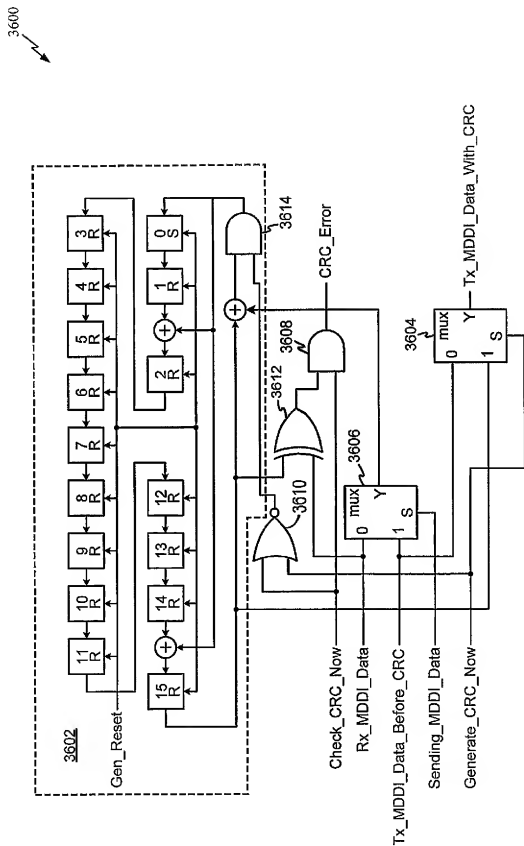 3600
3
R
4
R
5
R
6
R
7
R
8
R
9
R
10
R
11
R
0
S
1
R
2
R
12
R
13
R
14
R
15
R
3602
Gen_Reset
3614
CRC_Error
3608
3612
3610
3606
mux
0
1
Y
S
3604
mux
0
1
Y
S
Tx_MDDI_Data_With_CRC
Check_CRC_Now
Rx_MDDI_Data
Tx_MDDI_Data_Before_CRC
Sending_MDDI_Data
Generate_CRC_Now